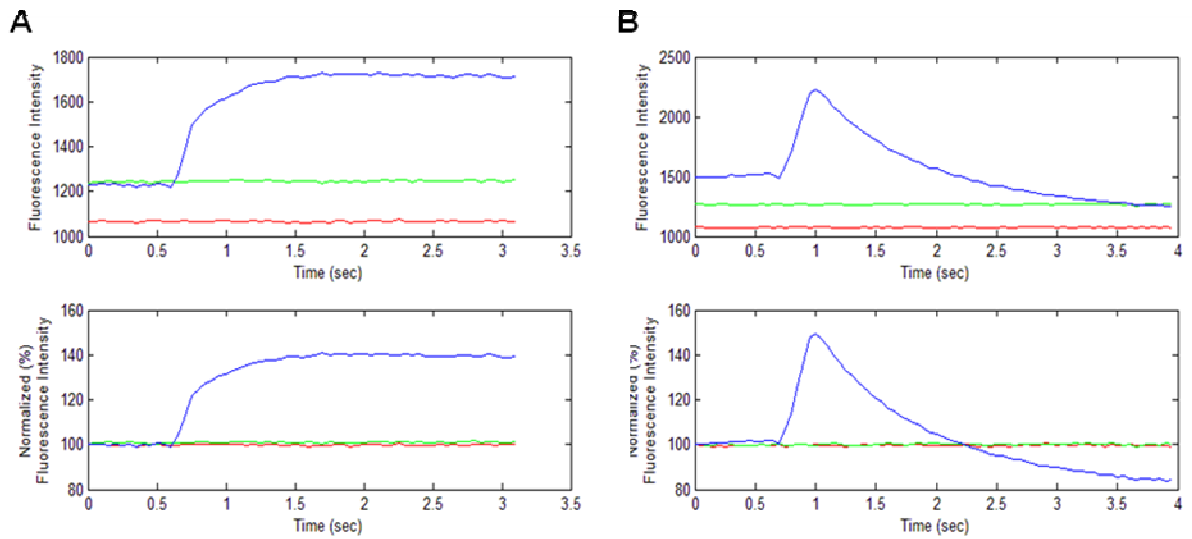 A
B
1800
1600
1400
1200
1000
Fluorescence Intensity
0 0.5 1 1.5 2 2.5 3 3.5
Time (sec)
2500
2000
1500
1000
Fluorescence Intensity
0 0.5 1 1.5 2 2.5 3 3.5 4
Time (sec)
160
140
120
100
80
Normalized (%)
Fluorescence Intensity
0 0.5 1 1.5 2 2.5 3 3.5
Time (sec)
160
140
120
100
80
Normalized (%)
Fluorescence Intensity
0 0.5 1 1.5 2 2.5 3 3.5 4
Time (sec)